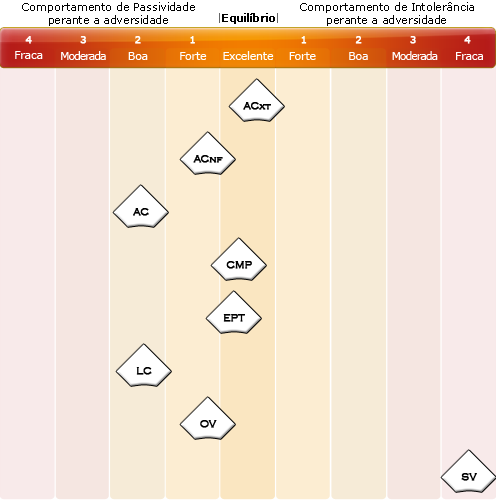 Comportamento de Passividade
perante a adversidade
|Equilíbrio|
Comportamento de Intolerância
perante a adversidade
4 3 2 1 1 2 3 4
Fraca Moderada Boa Forte Excelente Forte Boa Moderada Fraca
ACXT
ACNF
AC
CMP
EPT
LC
OV
SV